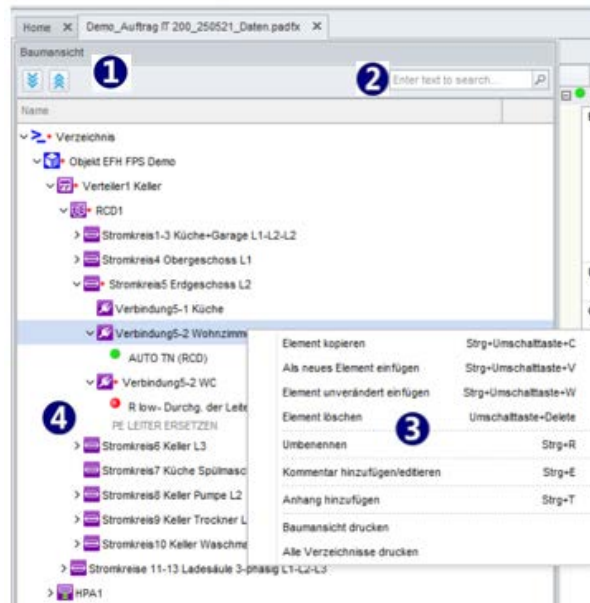 Home X Demo_Auftrag IT 200_250521_Daten.padfx X
Baumansicht
1
2 Enter text to search...
Name
Verzeichnis
Objekt EFH FPS Demo
Verteiler1 Keller
RCD1
Stromkreis1-3 Küche+Garage L1-L2-L2
Stromkreis4 Obergeschoss L1
Stromkreis5 Erdgeschoss L2
Verbindung5-1 Küche
Verbindung5-2 Wohnzimm
AUTO TN (RCD)
Verbindung5-2 WC
R low- Durchg. der Leite
PE LEITER ERSETZEN
4
Stromkreis6 Keller L3
Stromkreis7 Küche Spülmasc
Stromkreis8 Keller Pumpe L2
Stromkreis9 Keller Trockner L
Stromkreis10 Keller Waschma
Stromkreise 11-13 Ladesäule 3-phasig L1-L2-L3
HPA1
Element kopieren Strg+Umschalttaste+C
Als neues Element einfügen Strg+Umschalttaste+V
Element unverändert einfügen Strg+Umschalttaste+W
Element löschen Umschalttaste+Delete
3
Umbenennen Strg+R
Kommentar hinzufügen/editieren Strg+E
Anhang hinzufügen Strg+T
Baumansicht drucken
Alle Verzeichnisse drucken